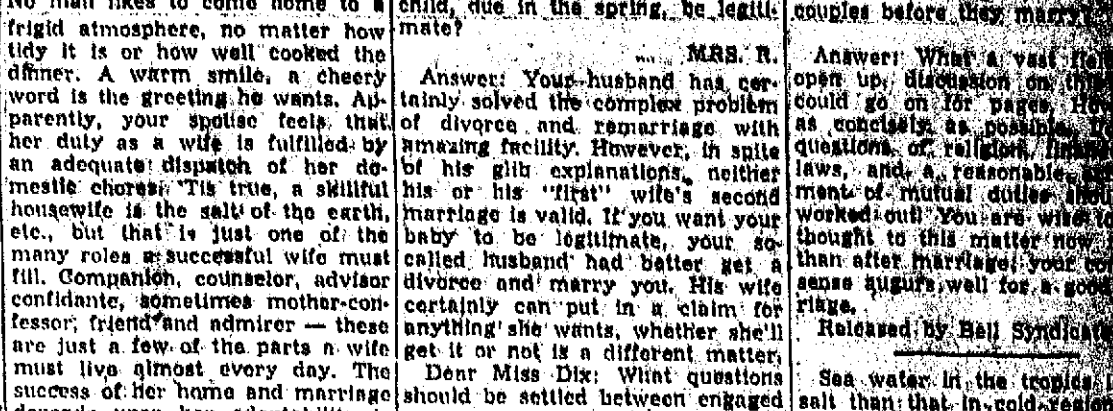 No man likes to come home to a
frigid atmosphere, no matter how
tidy it is or how well cooked the
dinner. A warm smile, a cheery
word is the greeting he wants. Ap-
parently, your spouse feels that
her duty as a wife is fulfilled by
an adequate dispatch of her do-
mestic chores. 'Tis true, a skillful
housewife is the salt of the earth,
etc., but that is just one of the
many roles a successful wife must
fill. Companion, counselor, advisor
confidante, sometimes mother-con-
fessor, friend and admirer — these
are just a few of the parts a wife
must live almost every day. The
success of her home and marriage
child, due in the spring, be legiti-
mate?
MRS. R.
Answer: Your husband has cer-
tainly solved the complex problem
of divorce and remarriage with
amazing facility. However, in spite
of his glib explanations, neither
his or his "first" wife's second
marriage is valid. If you want your
baby to be legitimate, your so-
called husband had better get a
divorce and marry you. His wife
certainly can put in a claim for
anything she wants, whether she'll
get it or not is a different matter.
Dear Miss Dix: What questions
should be settled between engaged
couples before they marry?
Answer: What a vast
open up, discussion on this
could go on for pages.
as concisely as possible,
questions of religion,
laws, and a reasonable
ment of mutual duties
worked out! You are wise to
thought to this matter now
than after marriage, your
sense augurs well for a good
riage.
Released by Bell Syndicate
Sea water in the tropics
salt than that in cold